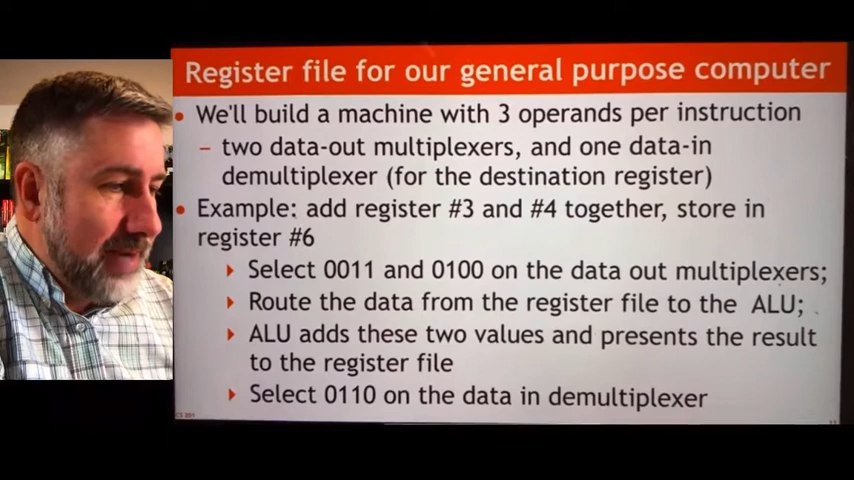 Register file for our general purpose computer
• We'll build a machine with 3 operands per instruction
– two data-out multiplexers, and one data-in
demultiplexer (for the destination register)
• Example: add register #3 and #4 together, store in
register #6
Select 0011 and 0100 on the data out multiplexers;
Route the data from the register file to the ALU;
ALU adds these two values and presents the result
to the register file
Select 0110 on the data in demultiplexer